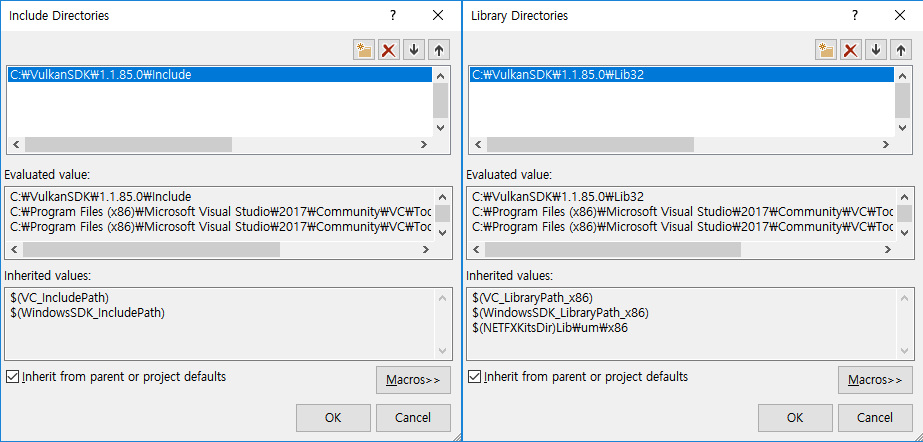 Include Directories
?
C:₩VulkanSDK₩1.1.85.0₩Include
Evaluated value:
C:₩VulkanSDK₩1.1.85.0₩Include
C:₩Program Files (x86)₩Microsoft Visual Studio₩2017₩Community₩VC₩Toc
C:₩Program Files (x86)₩Microsoft Visual Studio₩2017₩Community₩VC₩Toc
Inherited values:
$(VC_IncludePath)
$(WindowsSDK_IncludePath)
Inherit from parent or project defaults
Macros>>
OK Cancel
Library Directories
?
C:₩VulkanSDK₩1.1.85.0₩Lib32
Evaluated value:
C:₩VulkanSDK₩1.1.85.0₩Lib32
C:₩Program Files (x86)₩Microsoft Visual Studio₩2017₩Community₩VC₩Toc
C:₩Program Files (x86)₩Microsoft Visual Studio₩2017₩Community₩VC₩Toc
Inherited values:
$(VC_LibraryPath_x86)
$(WindowsSDK_LibraryPath_x86)
$(NETFXKitsDir)Lib₩um₩x86
Inherit from parent or project defaults
Macros>>
OK Cancel